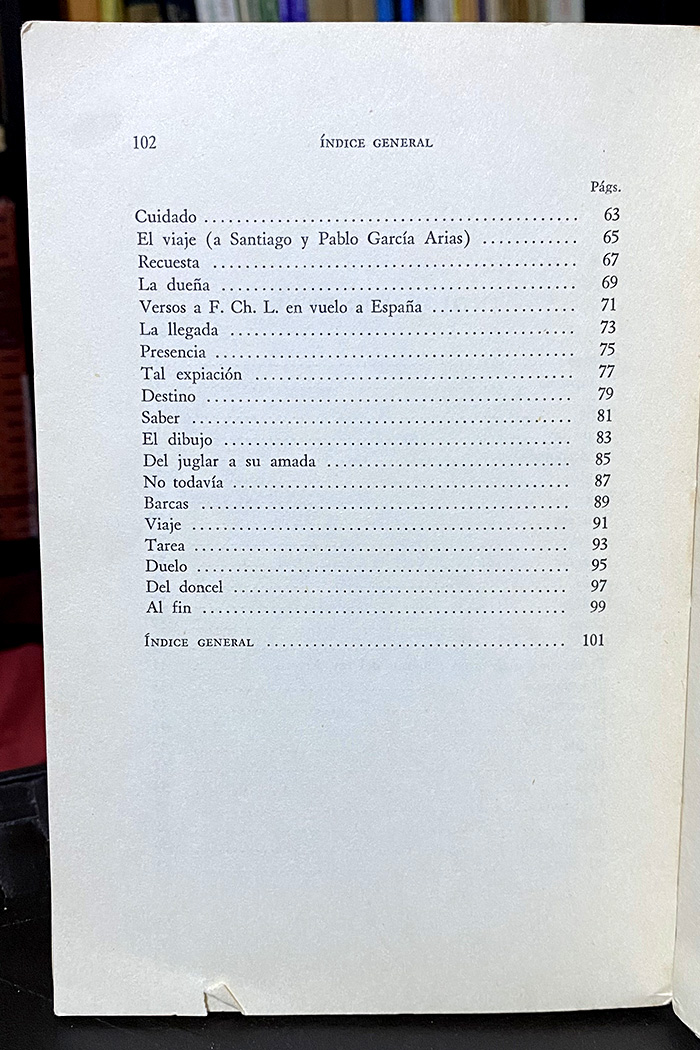 102 ÍNDICE GENERAL
Págs.
Cuidado ........................................... 63
El viaje (a Santiago y Pablo García Arias) ............ 65
Recuesta .......................................... 67
La dueña .......................................... 69
Versos a F. Ch. L. en vuelo a España .................. 71
La llegada ........................................ 73
Presencia ......................................... 75
Tal expiación ..................................... 77
Destino ........................................... 79
Saber ............................................. 81
El dibujo ......................................... 83
Del juglar a su amada ............................. 85
No todavía ........................................ 87
Barcas ............................................ 89
Viaje ............................................. 91
Tarea ............................................. 93
Duelo ............................................. 95
Del doncel ........................................ 97
Al fin ............................................ 99
ÍNDICE GENERAL .................................... 101